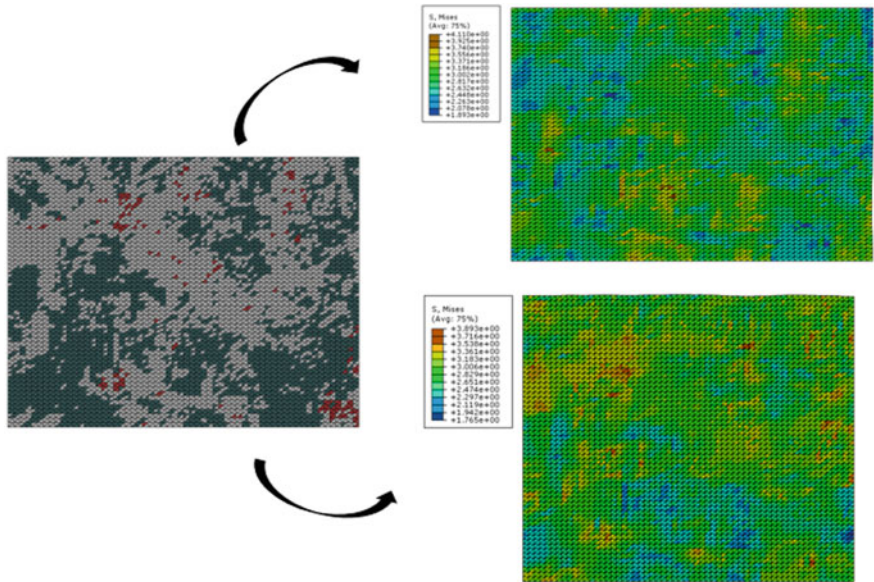 S, Mises
(Avg: 75%)
+4.110e+00
+3.925e+00
+3.740e+00
+3.556e+00
+3.371e+00
+3.186e+00
+3.002e+00
+2.817e+00
+2.632e+00
+2.448e+00
+2.263e+00
+2.078e+00
+1.893e+00
S, Mises
(Avg: 75%)
+3.893e+00
+3.716e+00
+3.538e+00
+3.361e+00
+3.183e+00
+3.006e+00
+2.829e+00
+2.651e+00
+2.474e+00
+2.297e+00
+2.119e+00
+1.942e+00
+1.765e+00